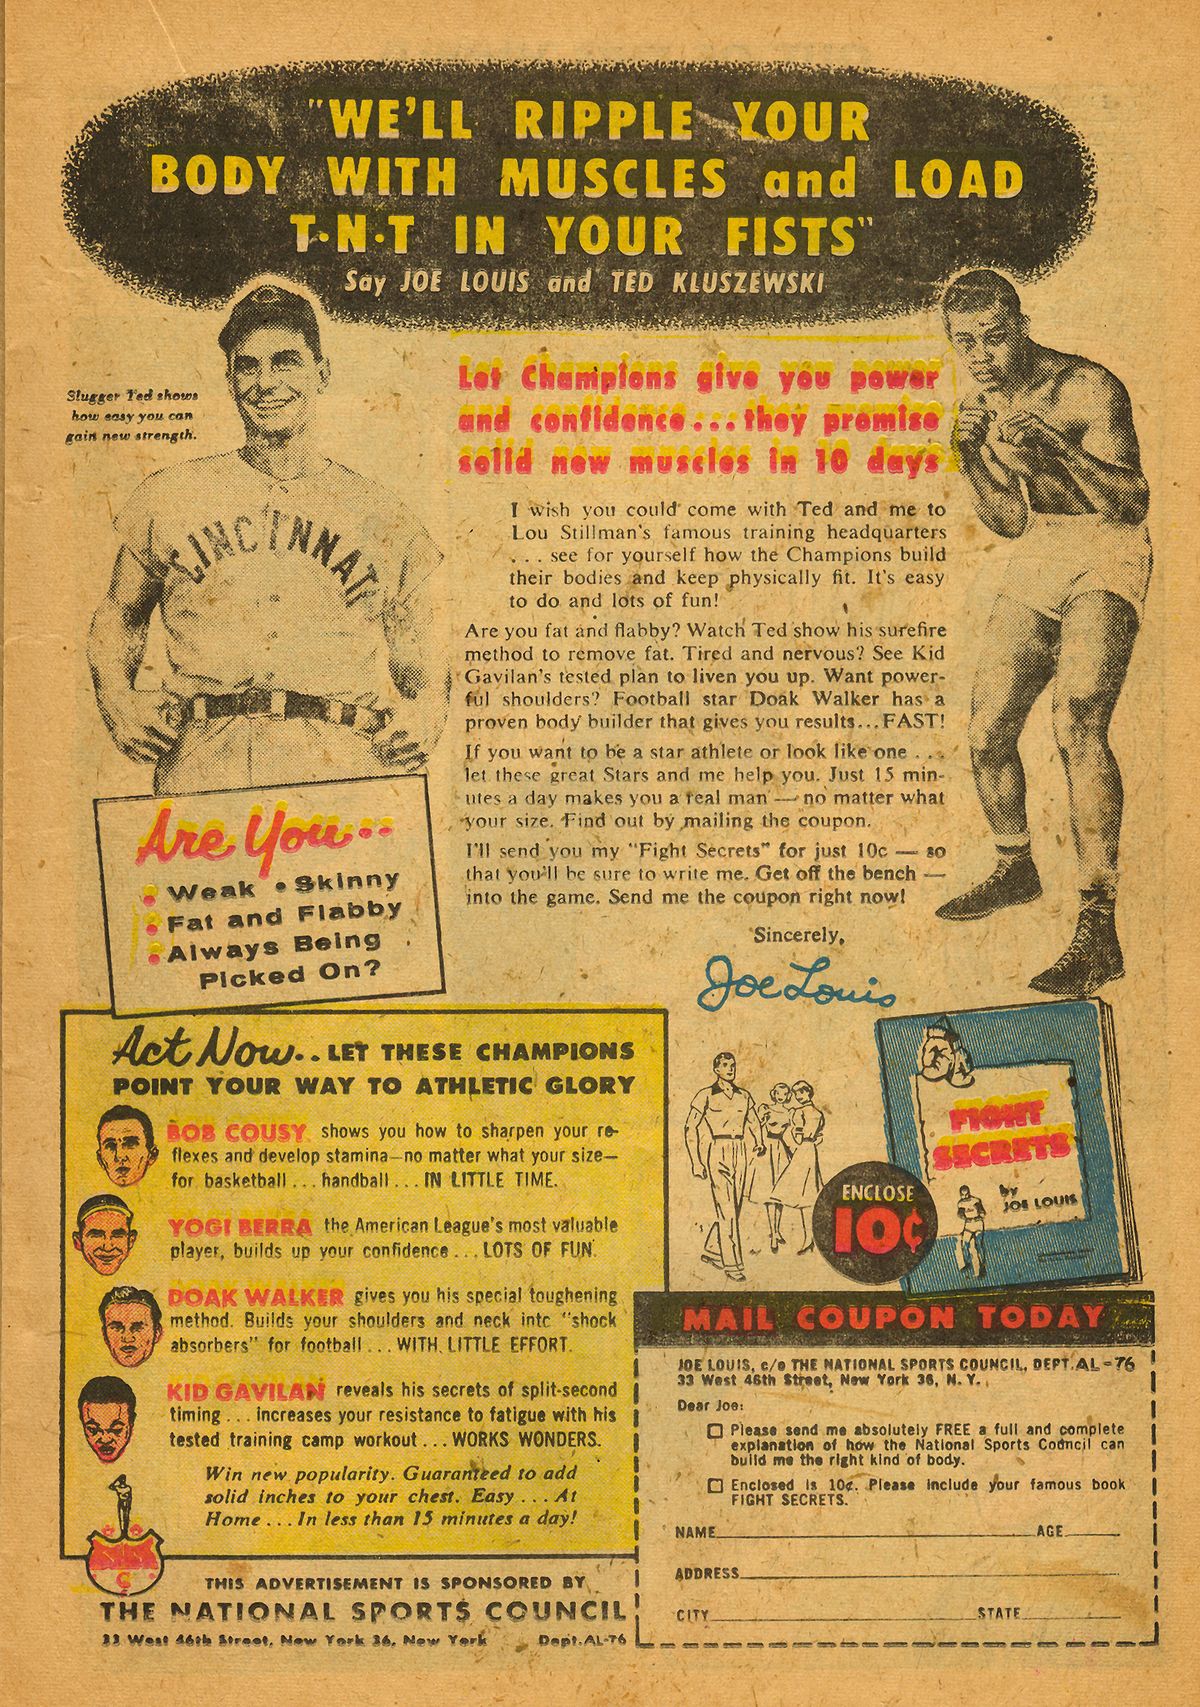 "WE'LL RIPPLE YOUR
BODY WITH MUSCLES and LOAD
T·N·T IN YOUR FISTS"
Say JOE LOUIS and TED KLUSZEWSKI
Slugger Ted shows
how easy you can
gain new strength.
CINCINNATI
Let Champions give you power
and confidence...they promise
solid new muscles in 10 days
I wish you could come with Ted and me to
Lou Stillman's famous training headquarters
. . . see for yourself how the Champions build
their bodies and keep physically fit. It's easy
to do and lots of fun!
Are you fat and flabby? Watch Ted show his surefire
method to remove fat. Tired and nervous? See Kid
Gavilan's tested plan to liven you up. Want power-
ful shoulders? Football star Doak Walker has a
proven body builder that gives you results...FAST!
If you want to be a star athlete or look like one . . .
let these great Stars and me help you. Just 15 min-
utes a day makes you a real man — no matter what
your size. Find out by mailing the coupon.
I'll send you my "Fight Secrets" for just 10c — so
that you'll be sure to write me. Get off the bench —
into the game. Send me the coupon right now!
Sincerely,
Joe Louis
Are You..
• Weak • Skinny
• Fat and Flabby
• Always Being
Picked On?
Act Now.. LET THESE CHAMPIONS
POINT YOUR WAY TO ATHLETIC GLORY
BOB COUSY shows you how to sharpen your re-
flexes and develop stamina—no matter what your size—
for basketball . . . handball . . . IN LITTLE TIME.
YOGI BERRA the American League's most valuable
player, builds up your confidence . . . LOTS OF FUN.
DOAK WALKER gives you his special toughening
method. Builds your shoulders and neck into "shock
absorbers" for football . . . WITH LITTLE EFFORT.
KID GAVILAN reveals his secrets of split-second
timing . . . increases your resistance to fatigue with his
tested training camp workout . . . WORKS WONDERS.
Win new popularity. Guaranteed to add
solid inches to your chest. Easy . . . At
Home . . . In less than 15 minutes a day!
THIS ADVERTISEMENT IS SPONSORED BY
THE NATIONAL SPORTS COUNCIL
33 West 46th Street, New York 36, New York Dept.AL-76
FIGHT
SECRETS
by
JOE LOUIS
ENCLOSE
10¢
MAIL COUPON TODAY
JOE LOUIS, c/o THE NATIONAL SPORTS COUNCIL, DEPT.AL-76
33 West 46th Street, New York 36, N. Y.
Dear Joe:
☐ Please send me absolutely FREE a full and complete
explanation of how the National Sports Council can
build me the right kind of body.
☐ Enclosed is 10¢. Please include your famous book
FIGHT SECRETS.
NAME AGE
ADDRESS
CITY STATE